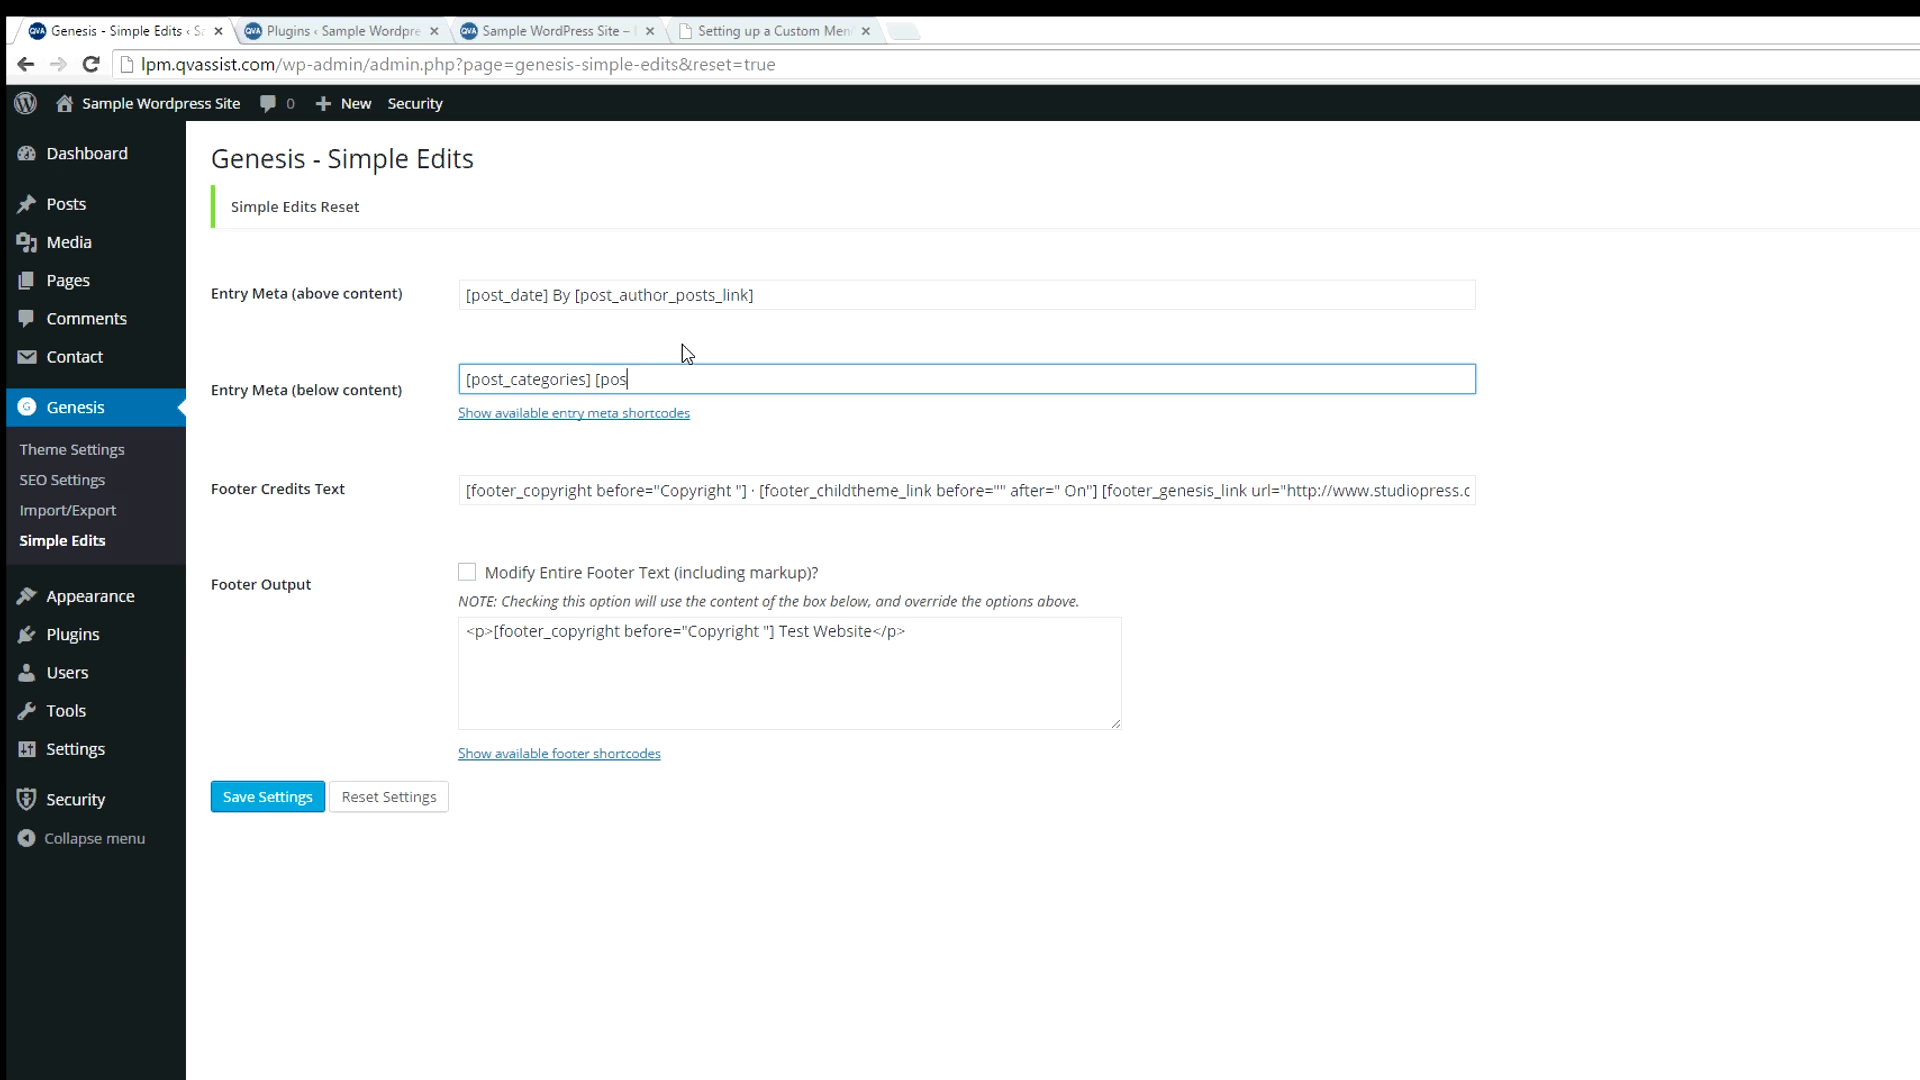 Genesis - Simple Edits ‹ Sa
Plugins ‹ Sample Wordpre
Sample WordPress Site –
Setting up a Custom Men
lpm.qvassist.com/wp-admin/admin.php?page=genesis-simple-edits&reset=true
Sample Wordpress Site
0
New
Security
Dashboard
Posts
Media
Pages
Comments
Contact
Genesis
Theme Settings
SEO Settings
Import/Export
Simple Edits
Appearance
Plugins
Users
Tools
Settings
Security
Collapse menu
Genesis - Simple Edits
Simple Edits Reset
Entry Meta (above content)
[post_date] By [post_author_posts_link]
Entry Meta (below content)
[post_categories] [pos
Show available entry meta shortcodes
Footer Credits Text
[footer_copyright before="Copyright "] · [footer_childtheme_link before="" after=" On"] [footer_genesis_link url="http://www.studiopress.c
Footer Output
Modify Entire Footer Text (including markup)?
NOTE: Checking this option will use the content of the box below, and override the options above.
<p>[footer_copyright before="Copyright "] Test Website</p>
Show available footer shortcodes
Save Settings
Reset Settings